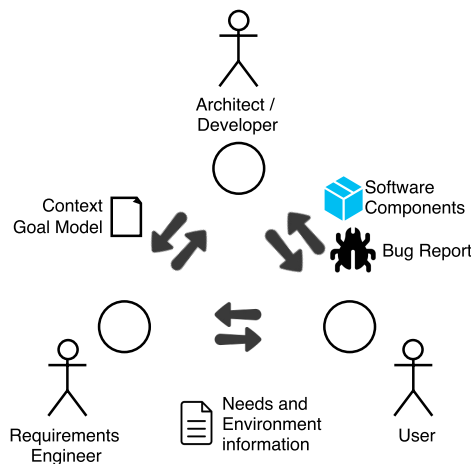 Architect /
Developer
Context
Goal Model
Software
Components
Bug Report
Needs and
Environment
information
Requirements
Engineer
User